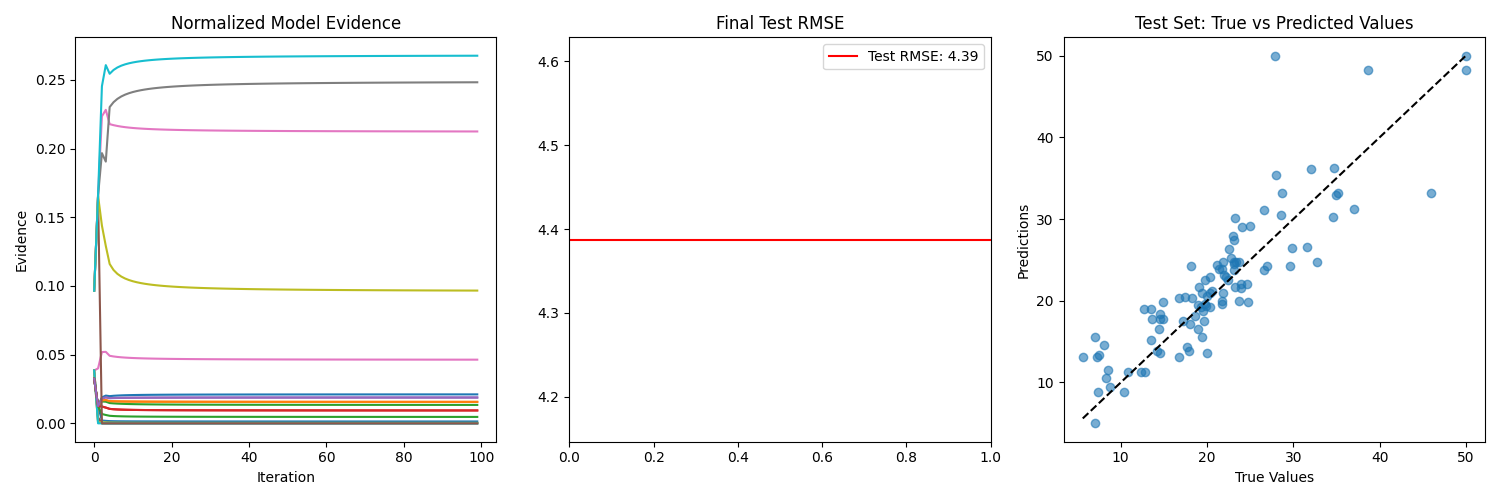 Normalized Model Evidence
Evidence
0.25
0.20
0.15
0.10
0.05
0.00
0 20 40 60 80 100
Iteration
Final Test RMSE
Test RMSE: 4.39
4.6
4.5
4.4
4.3
4.2
0.0 0.2 0.4 0.6 0.8 1.0
Test Set: True vs Predicted Values
Predictions
50
40
30
20
10
10 20 30 40 50
True Values